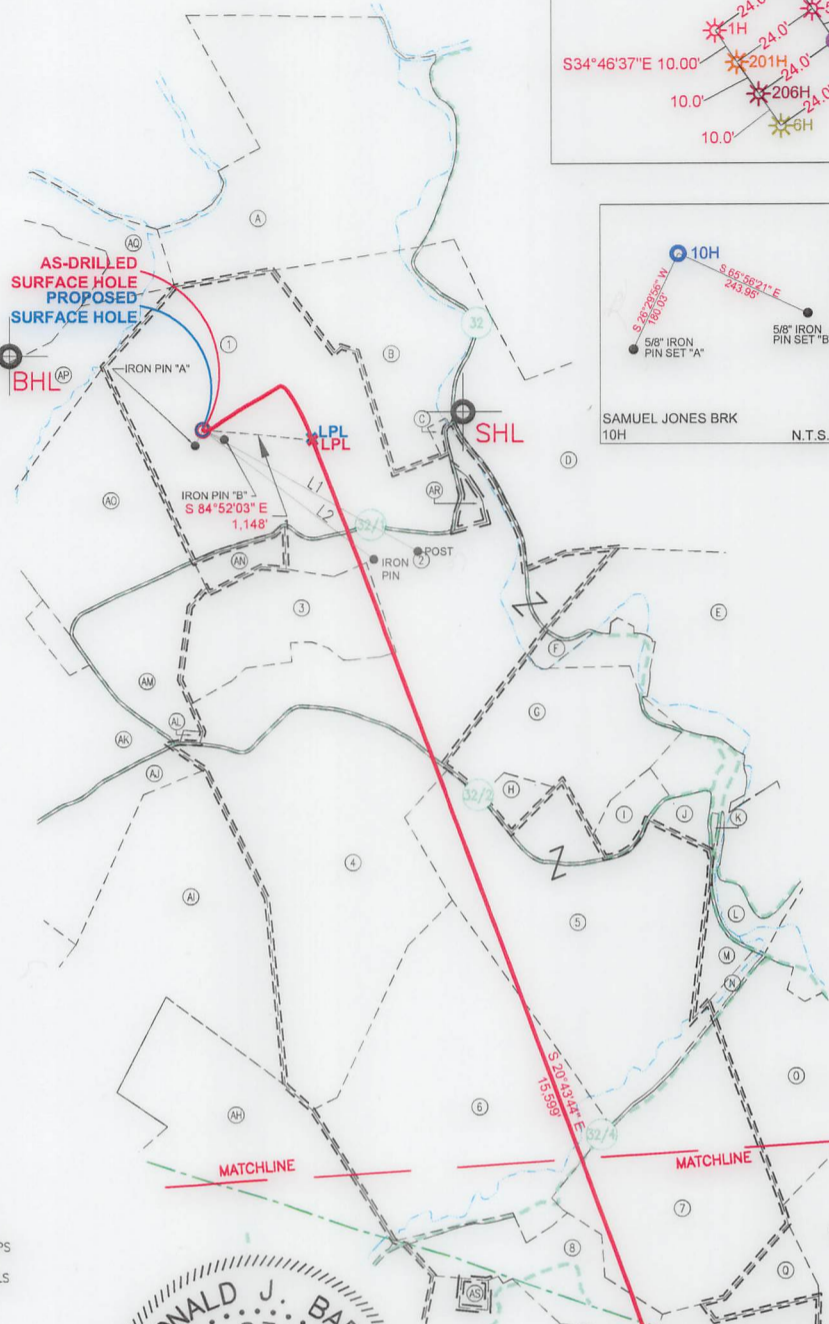 24.0'
1H
24.0'
S34°46'37"E 10.00'
201H
24.0'
10.0'
206H
24.0'
10.0'
6H
10H
S 26°29'56" W
180.03'
S 65°56'21" E
243.95'
5/8" IRON
PIN SET "A"
5/8" IRON
PIN SET "B"
SAMUEL JONES BRK
10H
N.T.S.
A
AQ
AS-DRILLED
SURFACE HOLE
PROPOSED
SURFACE HOLE
32
1
B
BHL
AP
IRON PIN "A"
C
SHL
LPL
LPL
D
AO
IRON PIN "B"
S 84°52'03" E
1,148'
L1
L2
AR
32/1
AN
IRON
PIN
POST
2
3
E
F
AM
G
AL
AK
AJ
32/2
H
I
J
K
4
AI
5
L
M
N
S 20°43'44" E
15,599'
O
AH
6
32/4
MATCHLINE
MATCHLINE
7
8
Q
AS